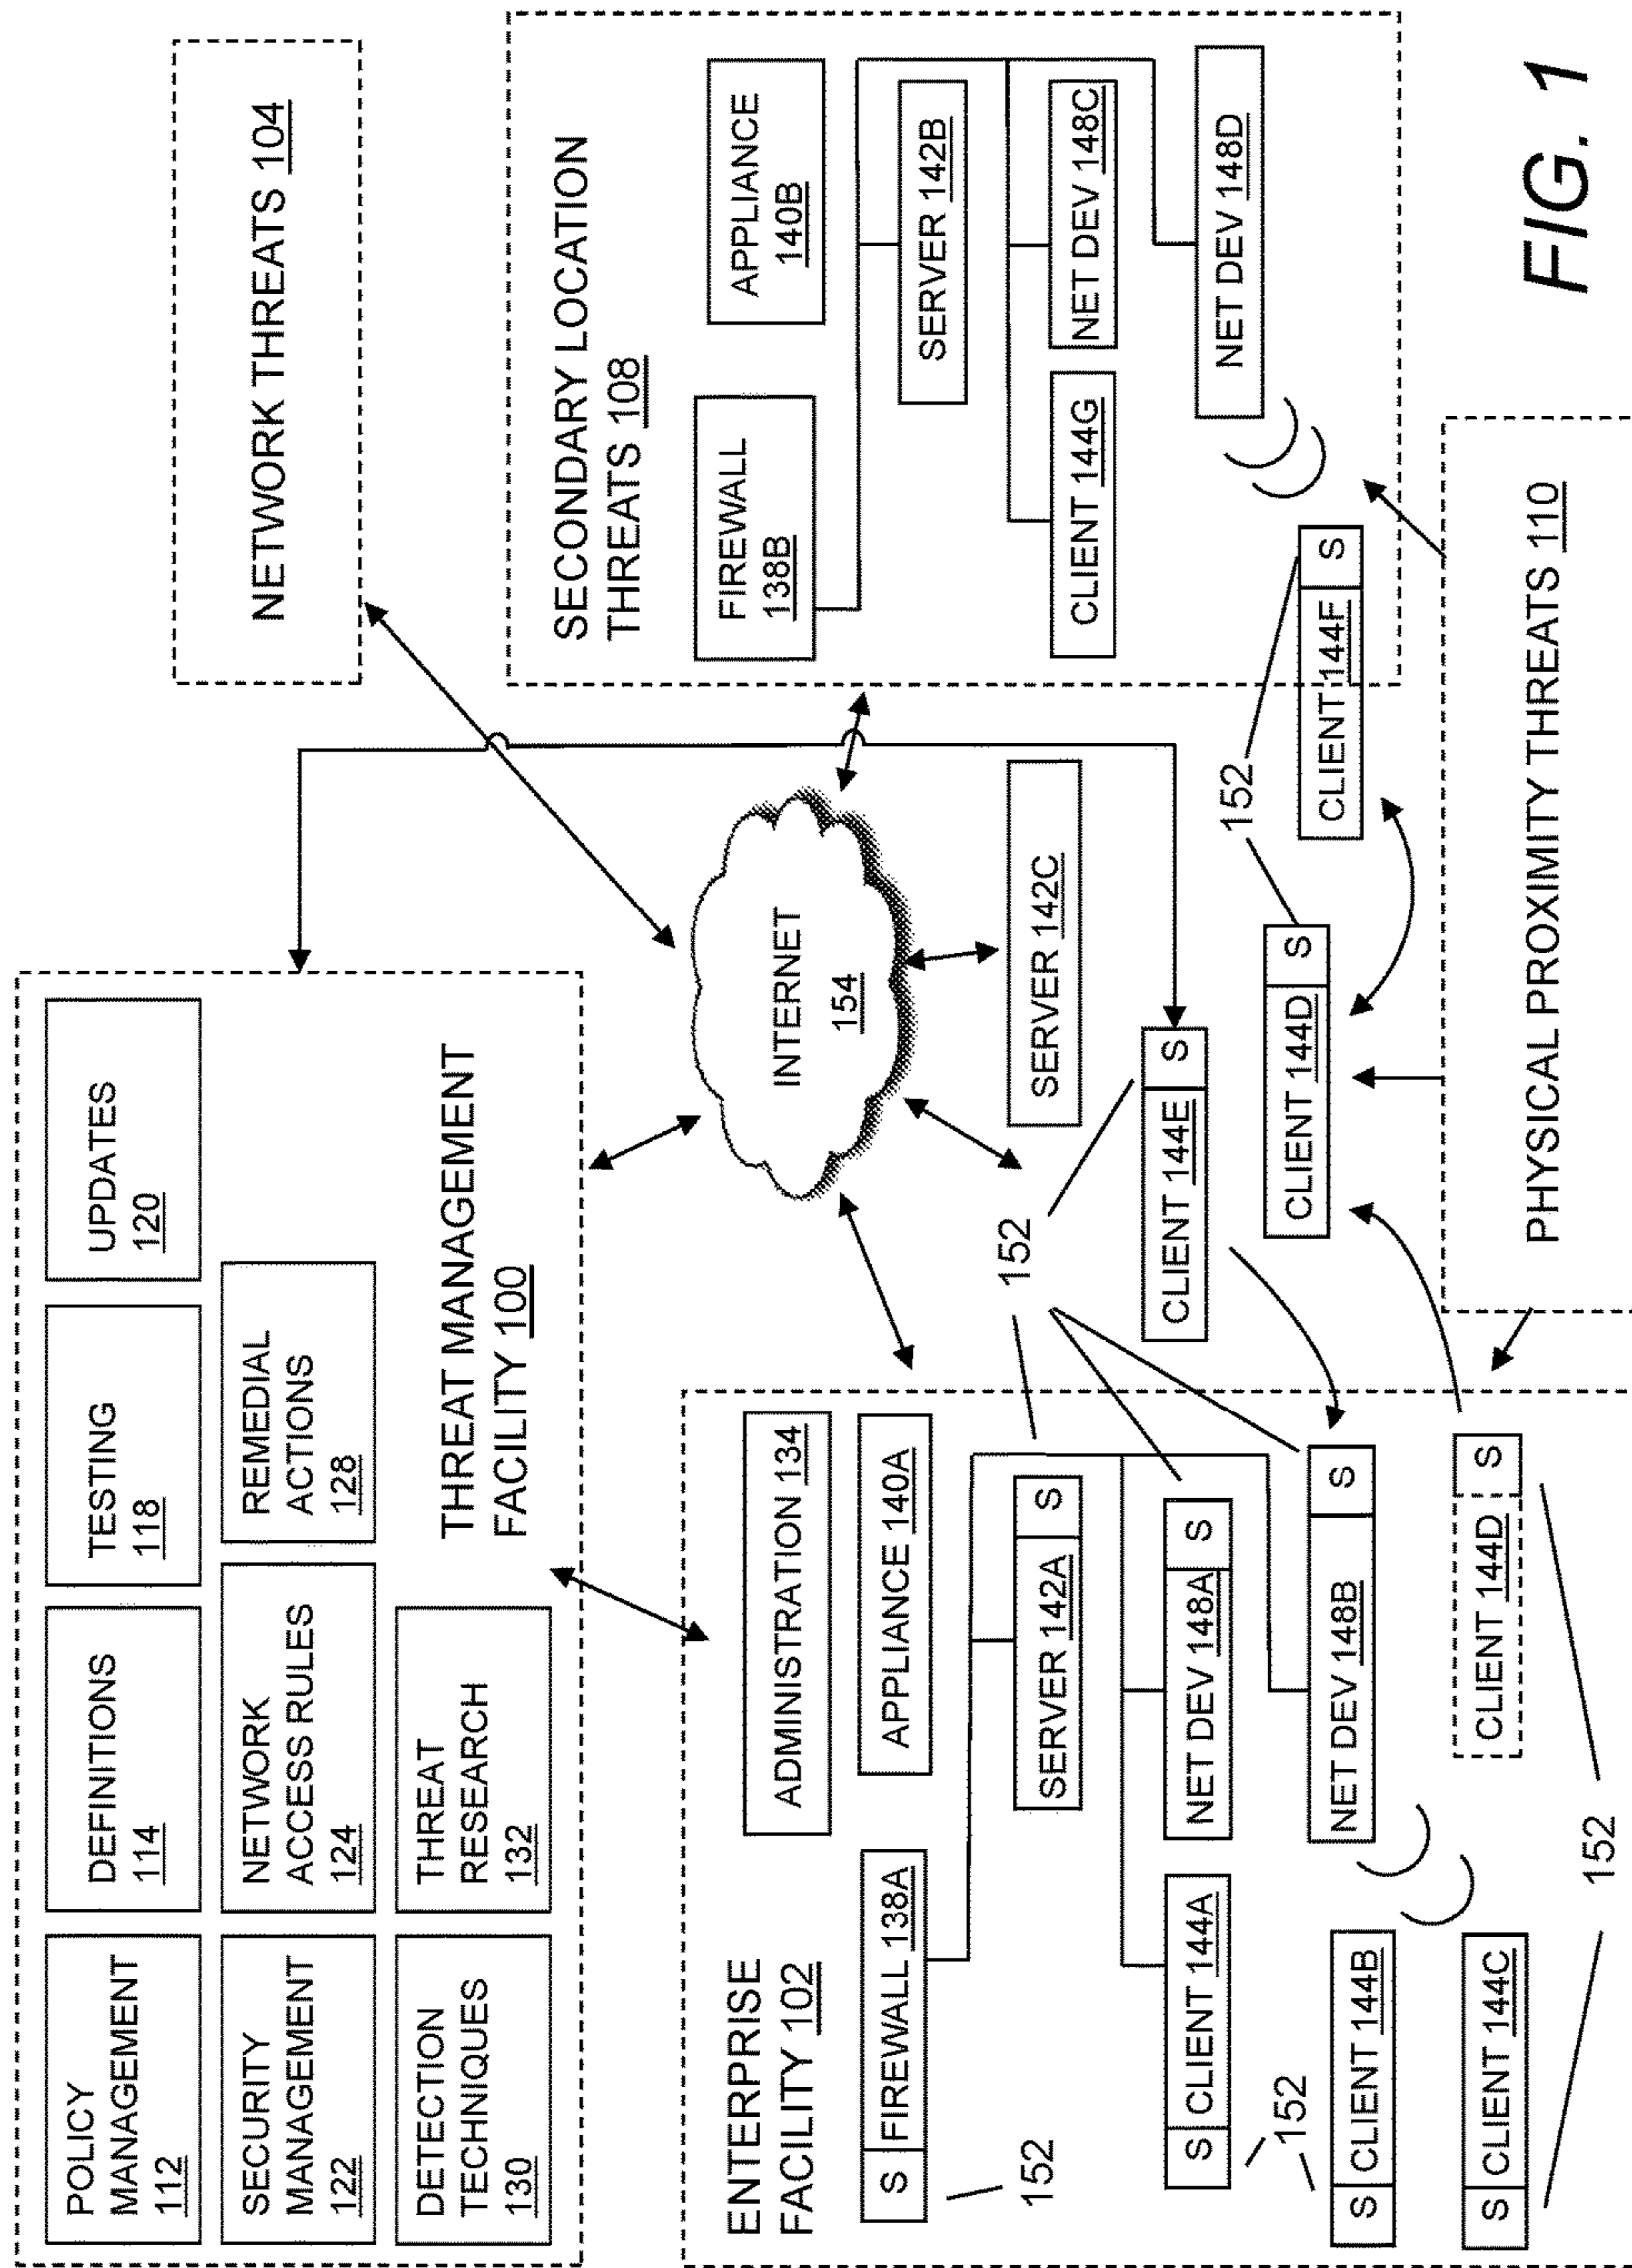 POLICY
MANAGEMENT
112
DEFINITIONS
114
TESTING
118
UPDATES
120
SECURITY
MANAGEMENT
122
NETWORK
ACCESS RULES
124
REMEDIAL
ACTIONS
128
DETECTION
TECHNIQUES
130
THREAT
RESEARCH
132
THREAT MANAGEMENT
FACILITY 100
NETWORK THREATS 104
INTERNET
154
SECONDARY LOCATION
THREATS 108
FIREWALL
138B
APPLIANCE
140B
SERVER 142B
CLIENT 144G
NET DEV 148C
NET DEV 148D
ENTERPRISE
FACILITY 102
ADMINISTRATION 134
S FIREWALL 138A
APPLIANCE 140A
152
SERVER 142A S
152
SERVER 142C
S CLIENT 144A
NET DEV 148A S
CLIENT 144E S
152
152
S CLIENT 144B
NET DEV 148B S
CLIENT 144D S
CLIENT 144F S
S CLIENT 144C
CLIENT 144D S
152
PHYSICAL PROXIMITY THREATS 110
FIG. 1